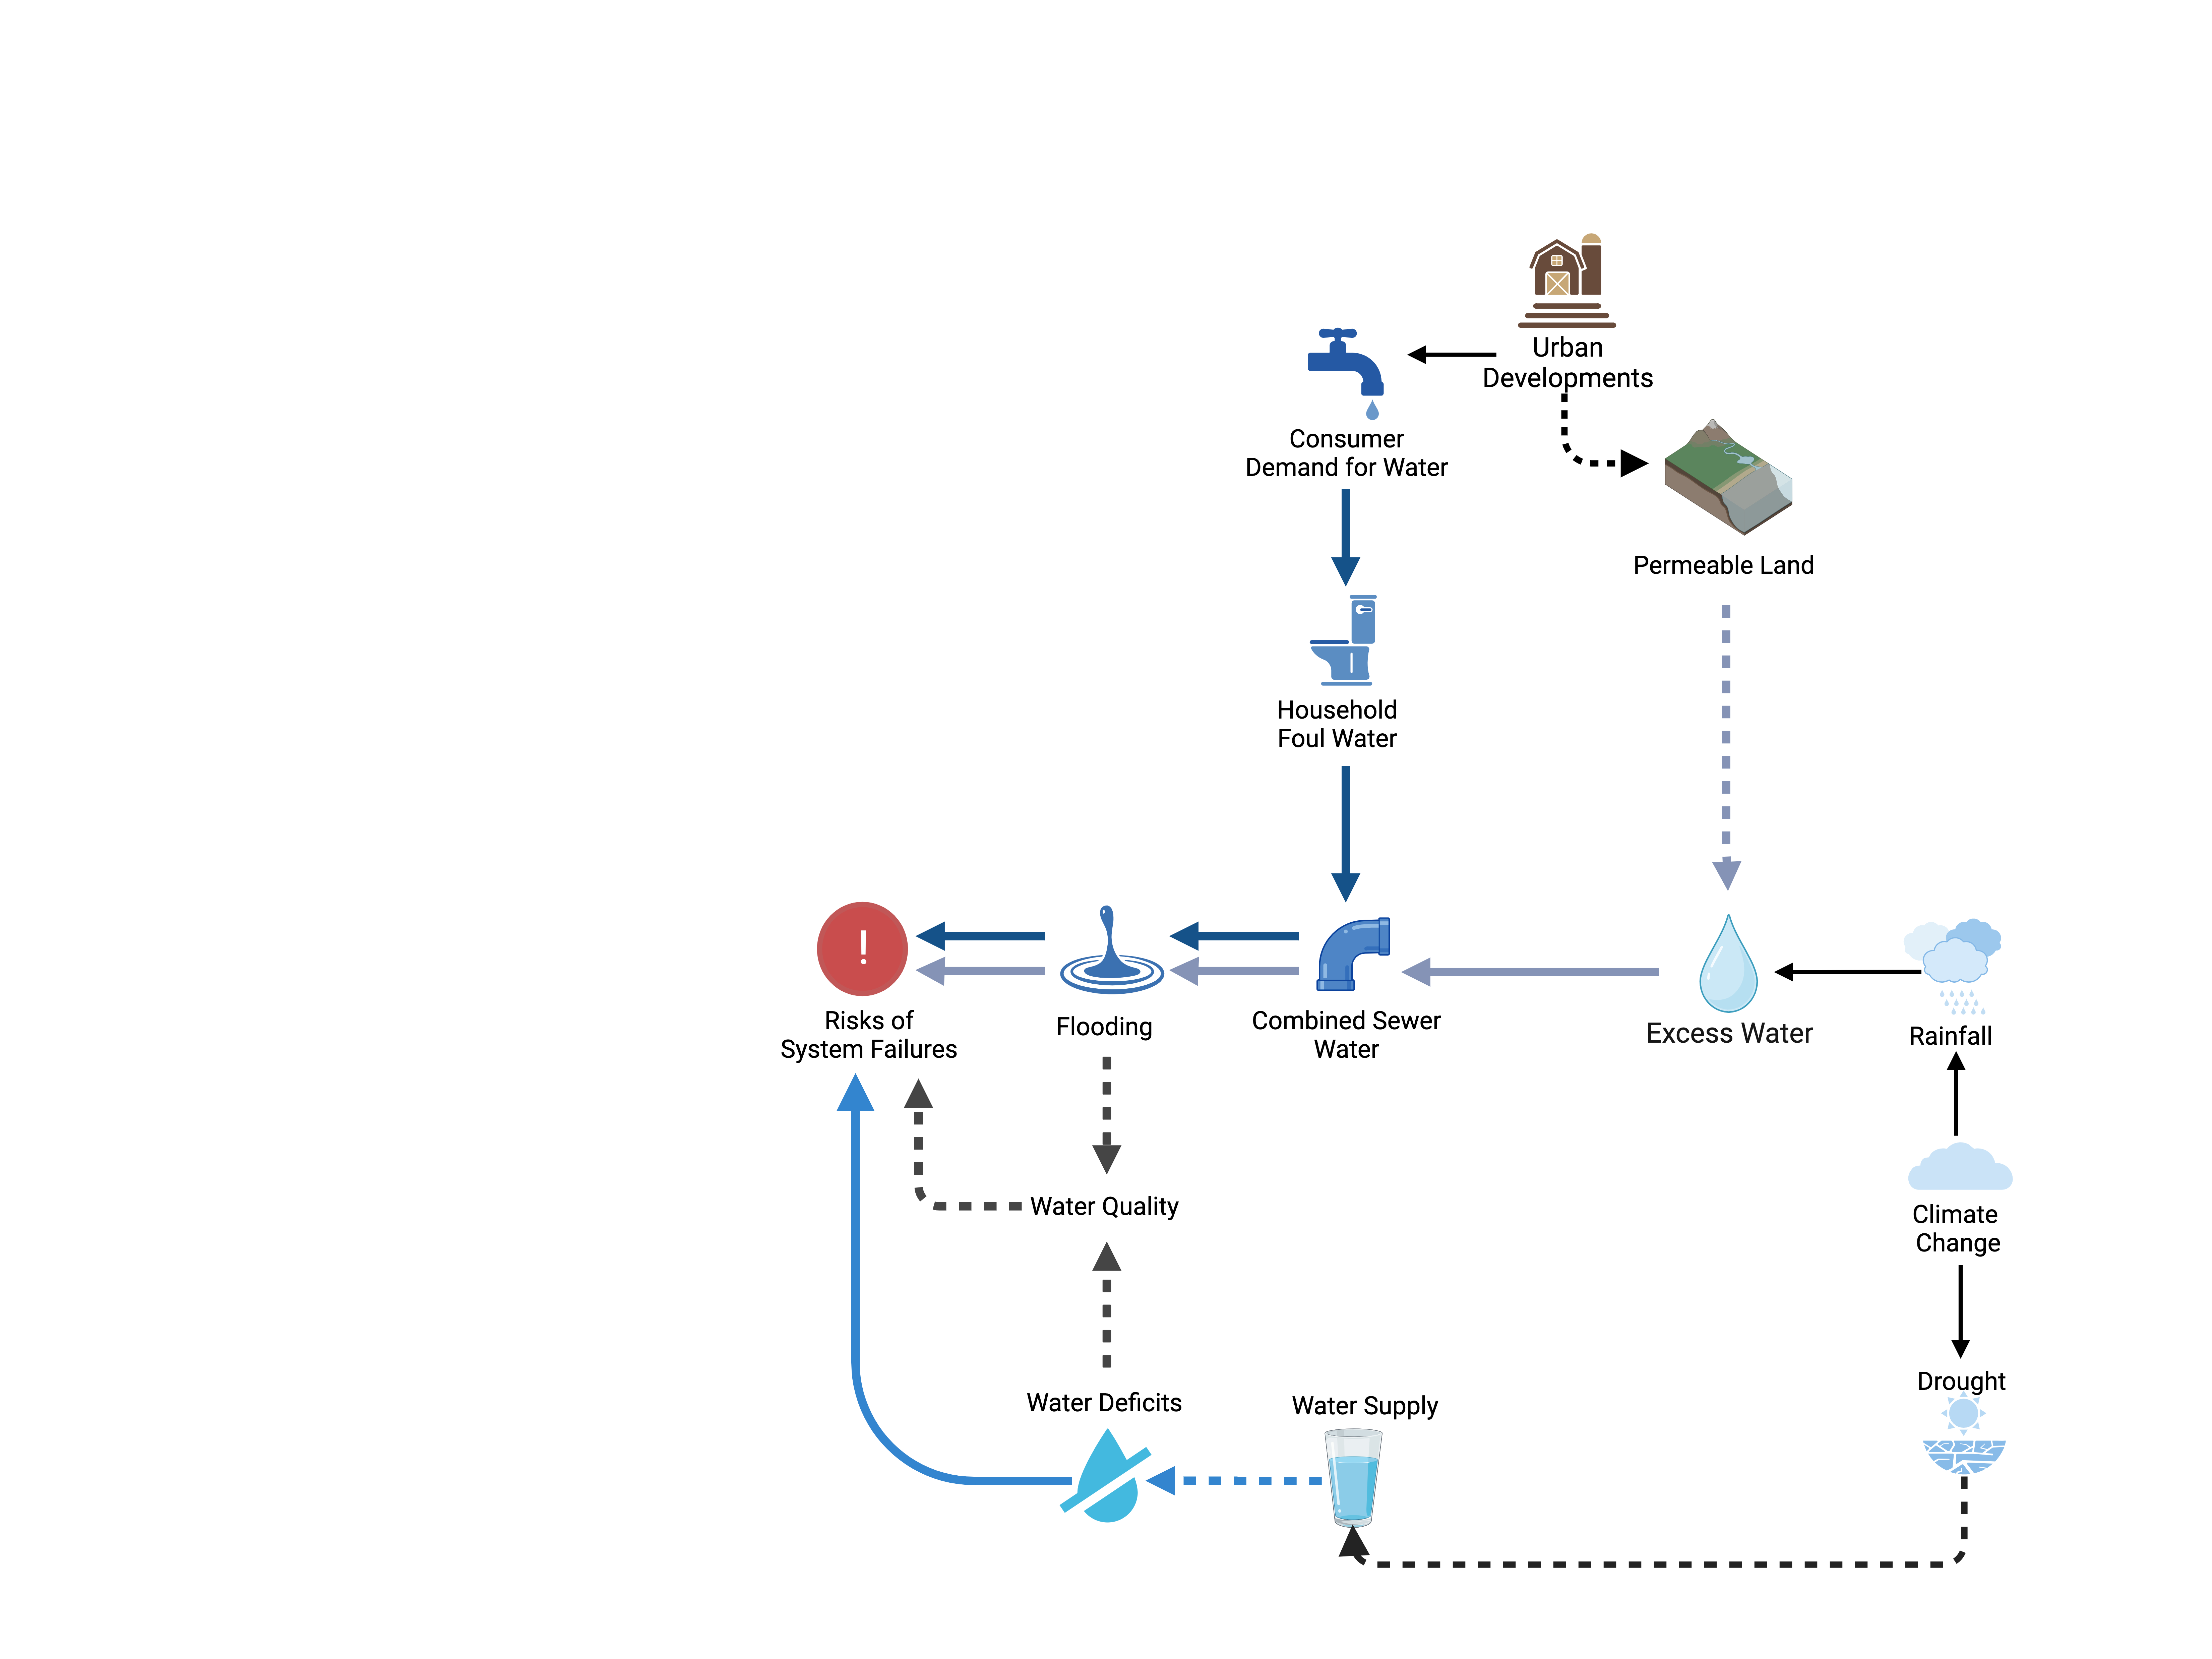 Urban
Developments
Consumer
Demand for Water
Permeable Land
Household
Foul Water
Risks of
System Failures
Flooding
Combined Sewer
Water
Excess Water
Rainfall
Water Quality
Climate
Change
Water Deficits
Water Supply
Drought